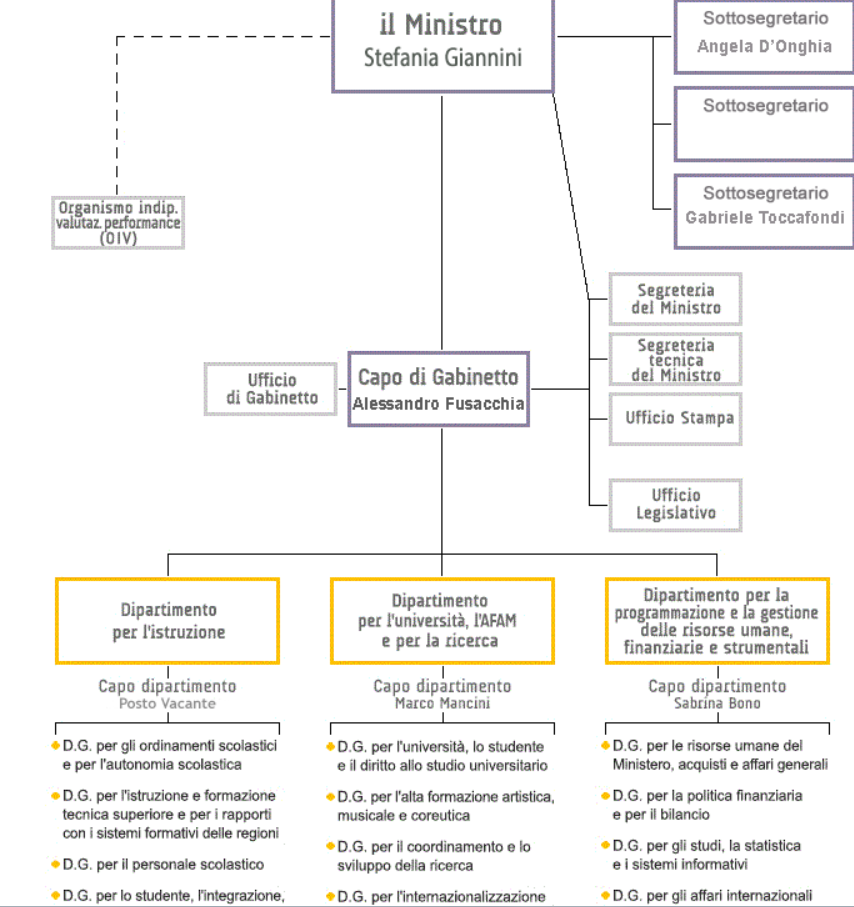 il Ministro
Stefania Giannini
Sottosegretario
Angela D'Onghia
Sottosegretario
Sottosegretario
Gabriele Toccafondi
Organismo indip.
valutaz. performance
(OIV)
Segreteria
del Ministro
Segreteria
tecnica
del Ministro
Ufficio
di Gabinetto
Capo di Gabinetto
Alessandro Fusacchia
Ufficio Stampa
Ufficio
Legislativo
Dipartimento
per l'istruzione
Capo dipartimento
Posto Vacante
D.G. per gli ordinamenti scolastici
e per l'autonomia scolastica
D.G. per l'istruzione e formazione
tecnica superiore e per i rapporti
con i sistemi formativi delle regioni
D.G. per il personale scolastico
D.G. per lo studente, l'integrazione,
Dipartimento
per l'università, l'AFAM
e per la ricerca
Capo dipartimento
Marco Mancini
D.G. per l'università, lo studente
e il diritto allo studio universitario
D.G. per l'alta formazione artistica,
musicale e coreutica
D.G. per il coordinamento e lo
sviluppo della ricerca
D.G. per l'internazionalizzazione
Dipartimento per la
programmazione e la gestione
delle risorse umane,
finanziarie e strumentali
Capo dipartimento
Sabrina Bono
D.G. per le risorse umane del
Ministero, acquisti e affari generali
D.G. per la politica finanziaria
e per il bilancio
D.G. per gli studi, la statistica
e i sistemi informativi
D.G. per gli affari internazionali